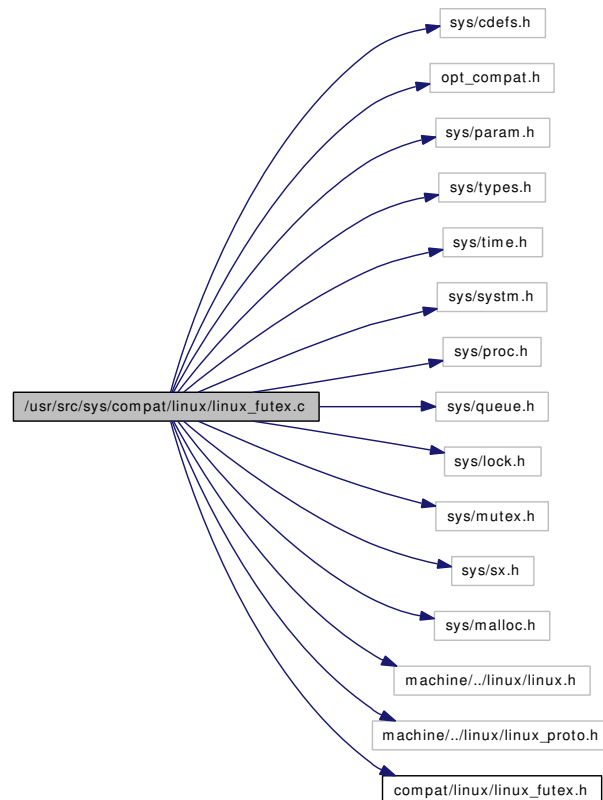 sys/cdefs.h
opt_compat.h
sys/param.h
sys/types.h
sys/time.h
sys/systm.h
sys/proc.h
/usr/src/sys/compat/linux/linux_futex.c
sys/queue.h
sys/lock.h
sys/mutex.h
sys/sx.h
sys/malloc.h
machine/../linux/linux.h
machine/../linux/linux_proto.h
compat/linux/linux_futex.h